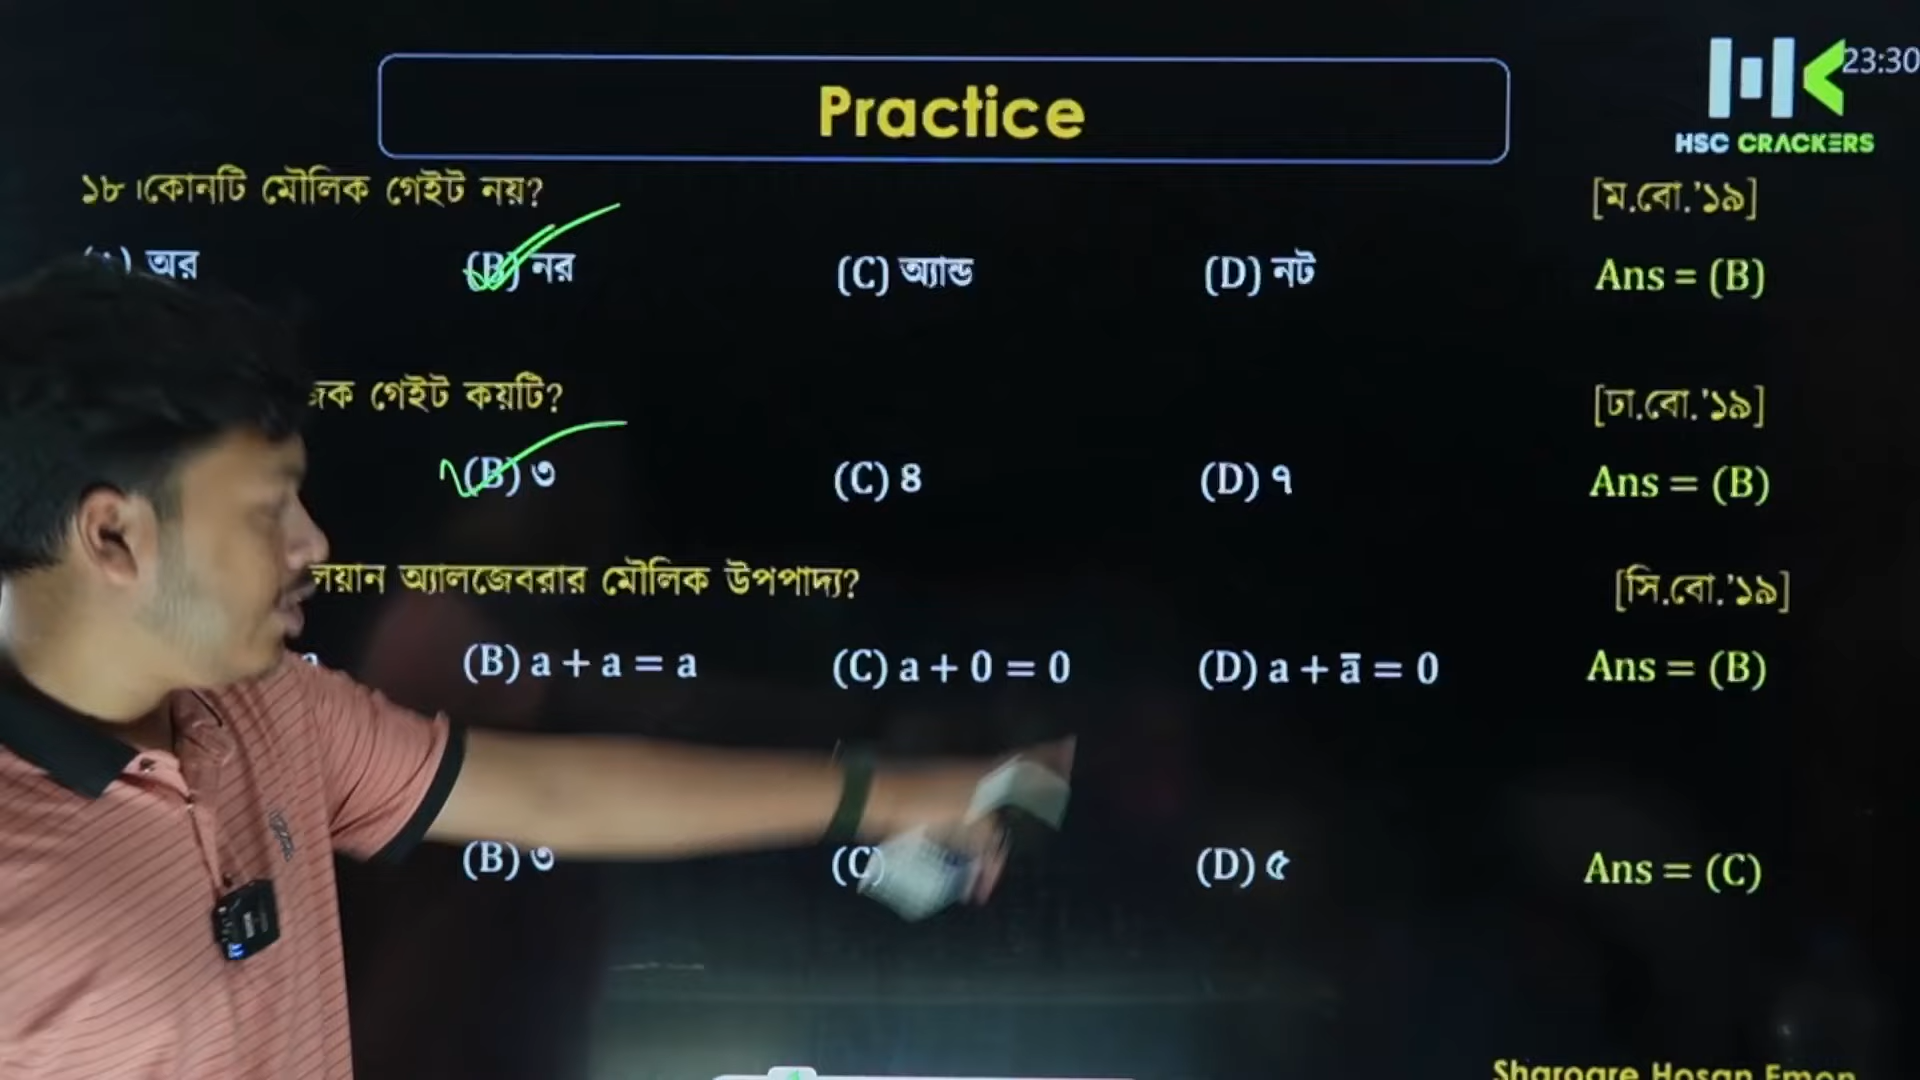 23:30
HSC CRACKERS
Practice
১৮।কোনটি মৌলিক গেইট নয়? [ম.বো.'১৯]
অর (B) নর (C) অ্যান্ড (D) নট Ans = (B)
গেইট কয়টি? [ঢা.বো.'১৯]
(B) ৩ (C) ৪ (D) ৭ Ans = (B)
অ্যালজেবরার মৌলিক উপপাদ্য? [সি.বো.'১৯]
(B) a + a = a (C) a + 0 = 0 (D) a + ā = 0 Ans = (B)
(B) ৩ (C) (D) ৫ Ans = (C)